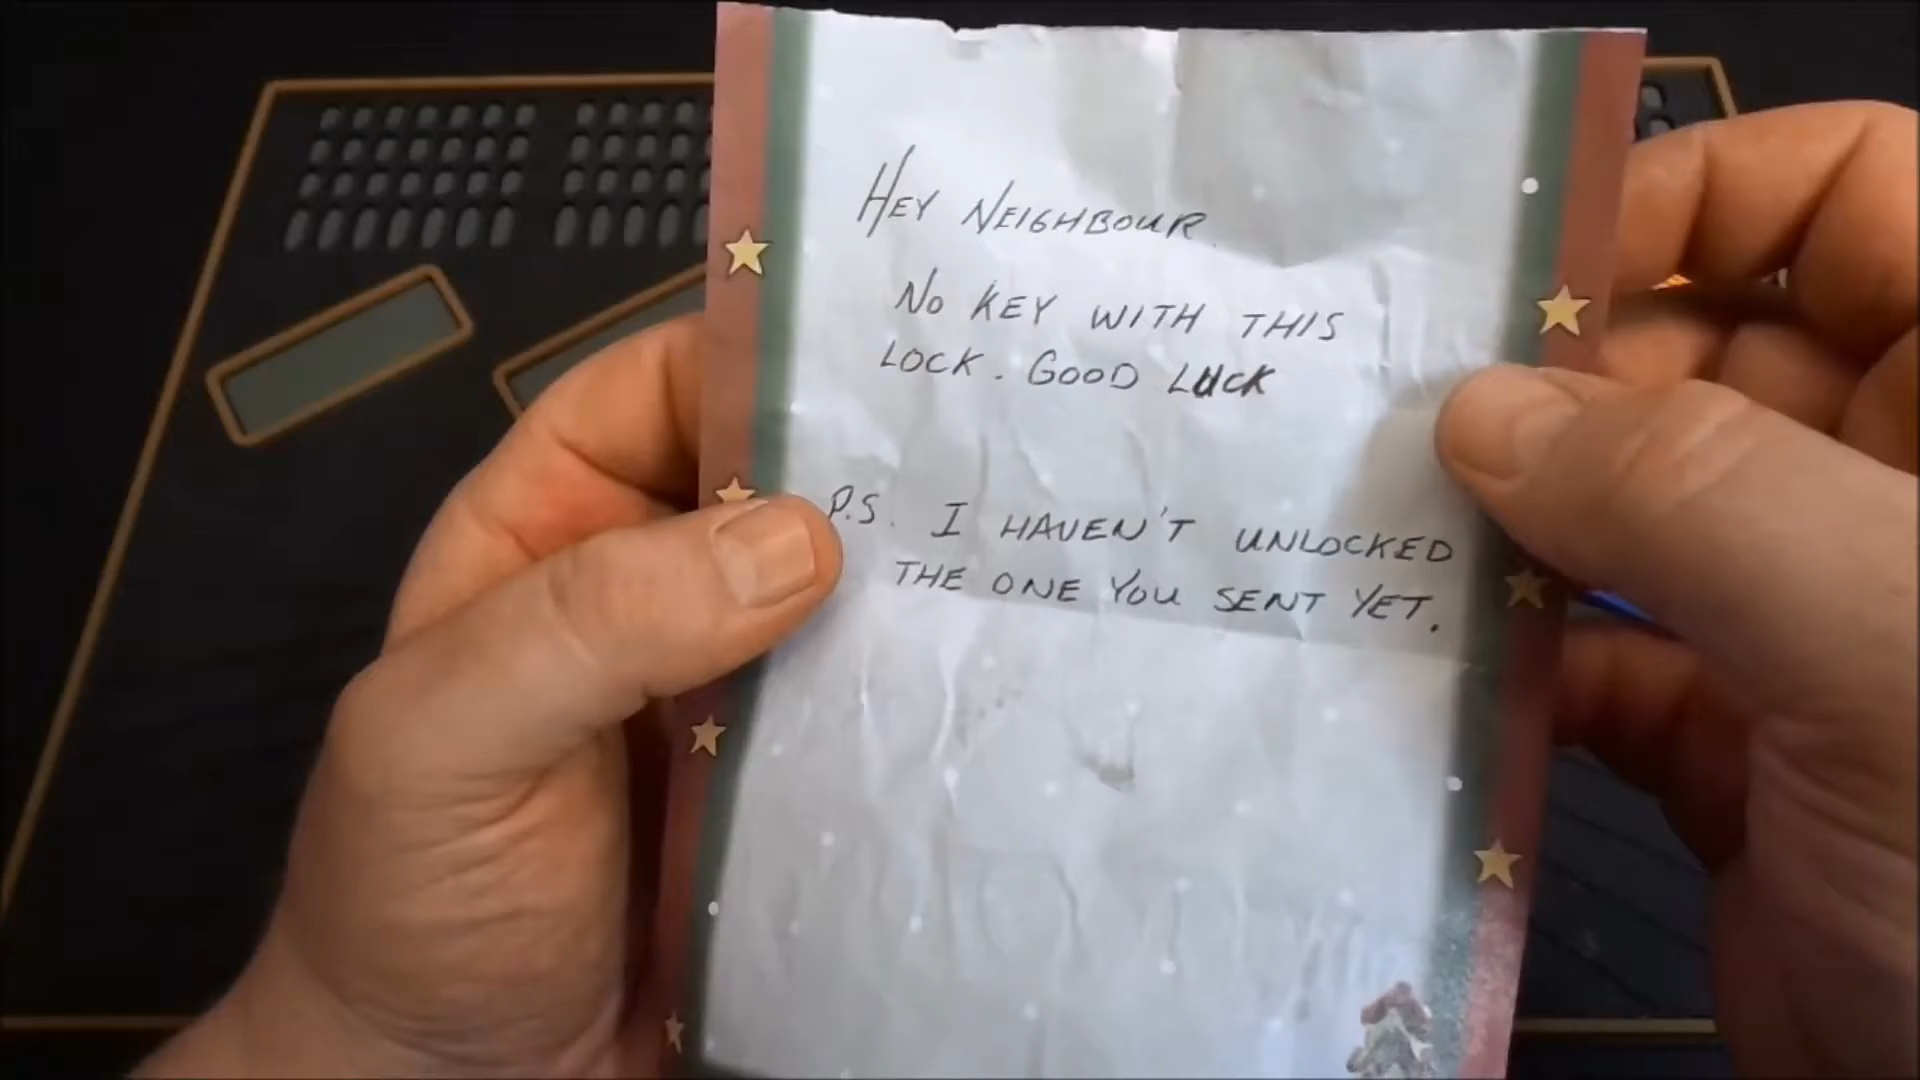 HEY NEIGHBOUR.
NO KEY WITH THIS
LOCK. GOOD LUCK
P.S. I HAVEN'T UNLOCKED
THE ONE YOU SENT YET.